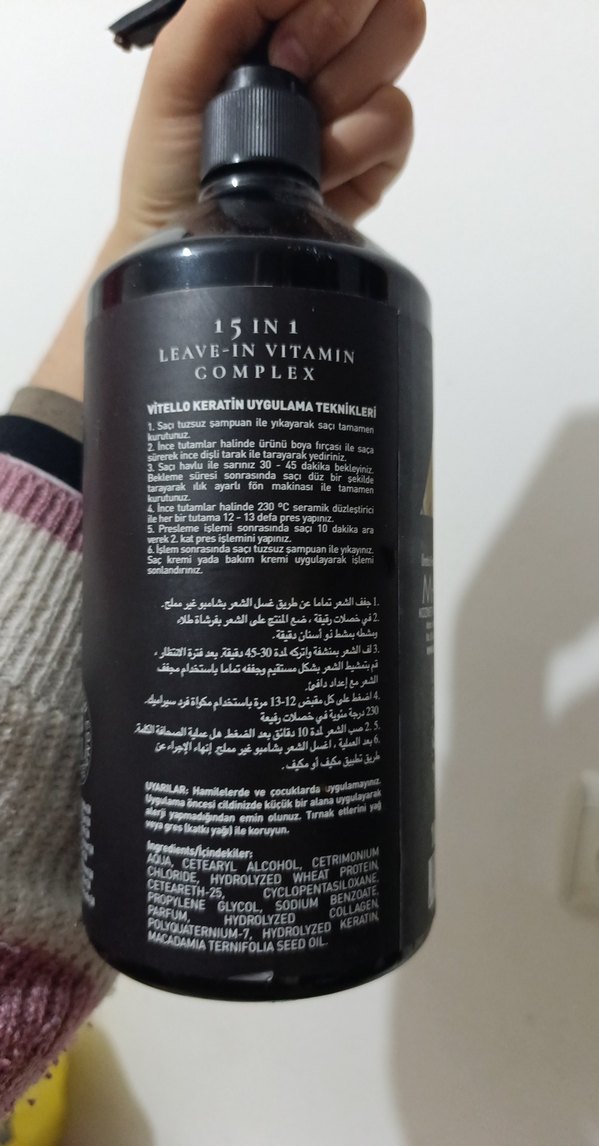 15 IN 1
LEAVE-IN VITAMIN
COMPLEX
VİTELLO KERATİN UYGULAMA TEKNİKLERİ
1. Saçı tuzsuz şampuan ile yıkayarak saçı tamamen
kurutunuz.
2. İnce tutamlar halinde ürünü boya fırçası ile saça
sürerek ince dişli tarak ile tarayarak yediriniz.
3. Saçı havlu ile sarınız 30 - 45 dakika bekleyiniz.
Bekleme süresi sonrasında saçı düz bir şekilde
tarayarak ılık ayarlı fön makinası ile tamamen
kurutunuz.
4. İnce tutamlar halinde 230 ºC seramik düzleştirici
ile her bir tutama 12 - 13 defa pres yapınız.
5. Presleme işlemi sonrasında saçı 10 dakika ara
verek 2. kat pres işlemini yapınız.
6. İşlem sonrasında saçı tuzsuz şampuan ile yıkayınız.
Saç kremi yada bakım kremi uygulayarak işlemi
sonlandırınız.
1. جفف الشعر تماما عن طريق غسل الشعر بشامبو غير مملح.
2. في خصلات رقيقة ، ضع المنتج على الشعر بفرشاة طلاء
ومشطه بمشط ذو أسنان دقيقة.
3. لف الشعر بمنشفة واتركه لمدة 30-45 دقيقة. بعد فترة الانتظار ،
قم بتمشيط الشعر بشكل مستقيم وجففه تماما باستخدام مجفف
الشعر مع إعداد دافئ.
4. اضغط على كل مقبض 12-13 مرة باستخدام مكواة فرد سيراميك.
230 درجة مئوية في خصلات رفيعة
5. 2. صب الشعر لمدة 10 دقائق بعد الضغط. هل عملية الصحافة الكلمة.
6. بعد العملية ، اغسل الشعر بشامبو غير مملح. إنهاء الإجراء عن
طريق تطبيق مكيف أو مكيف.
UYARILAR: Hamilelerde ve çocuklarda uygulamayınız.
Uygulama öncesi cildinizde küçük bir alana uygulayarak
alerji yapmadığından emin olunuz. Tırnak etlerini yağ
veya gres (katkı yağı) ile koruyun.
Ingredients/İçindekiler:
AQUA, CETEARYL ALCOHOL, CETRIMONIUM
CHLORIDE, HYDROLYZED WHEAT PROTEIN,
CETEARETH-25, CYCLOPENTASILOXANE,
PROPYLENE GLYCOL, SODIUM BENZOATE,
PARFUM, HYDROLYZED COLLAGEN,
POLYQUATERNIUM-7, HYDROLYZED KERATIN,
MACADAMIA TERNIFOLIA SEED OIL.